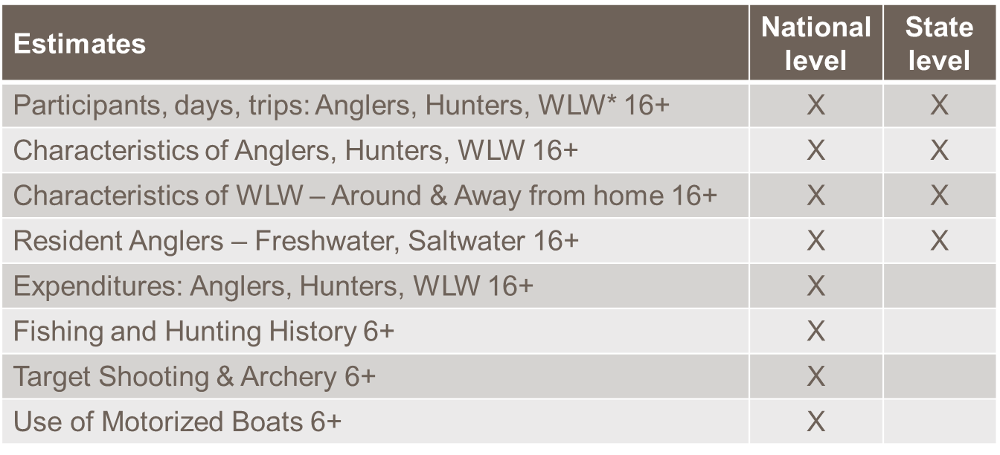 Estimates National level State level
Participants, days, trips: Anglers, Hunters, WLW* 16+ X X
Characteristics of Anglers, Hunters, WLW 16+ X X
Characteristics of WLW – Around & Away from home 16+ X X
Resident Anglers – Freshwater, Saltwater 16+ X X
Expenditures: Anglers, Hunters, WLW 16+ X
Fishing and Hunting History 6+ X
Target Shooting & Archery 6+ X
Use of Motorized Boats 6+ X